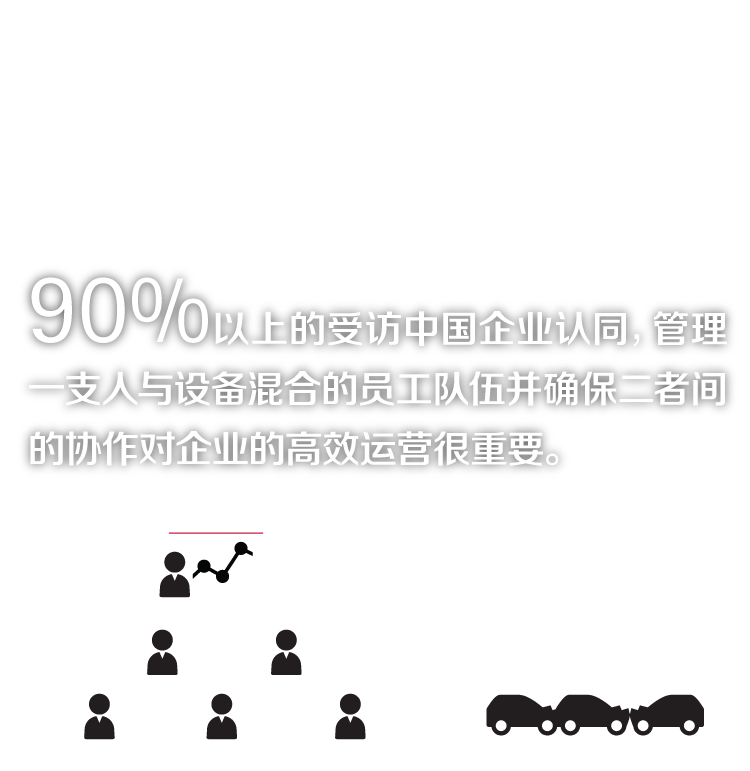 90%以上的受访中国企业认同，管理
一支人与设备混合的员工队伍并确保二者间
的协作对企业的高效运营很重要。